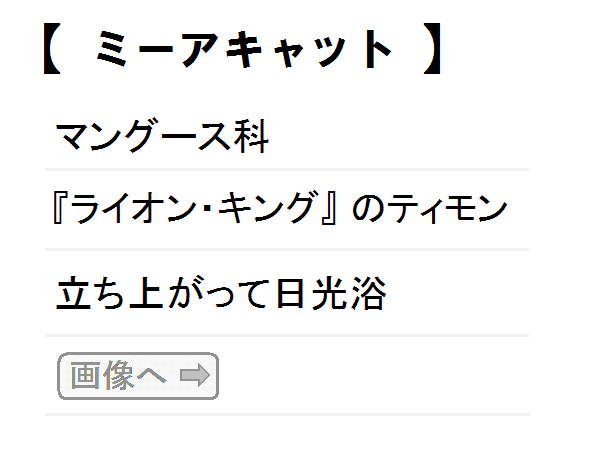 【 ミーアキャット 】
マングース科
『ライオン・キング』 のティモン
立ち上がって日光浴
画像へ ⇨